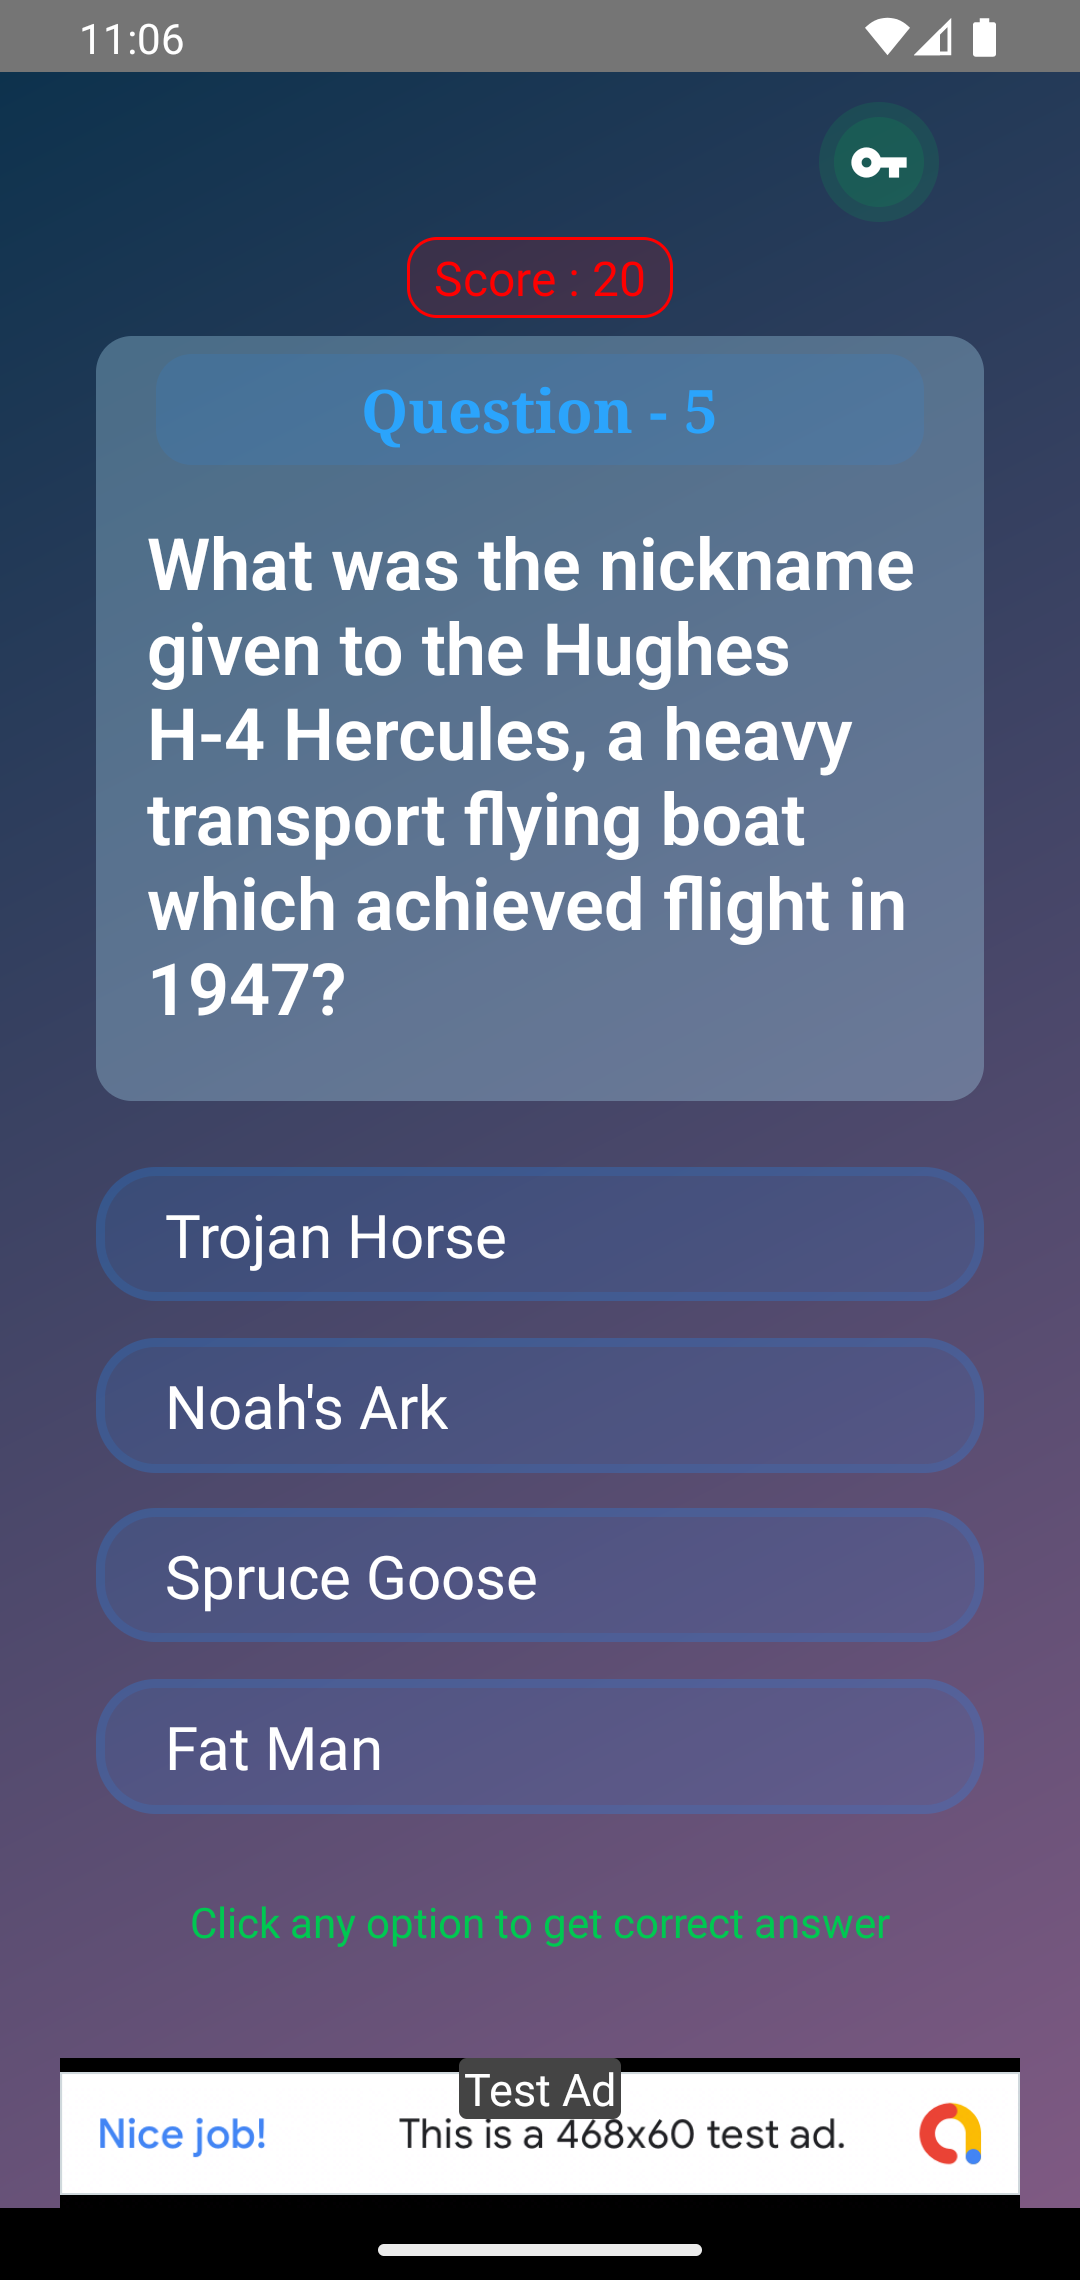 11:06
Score : 20
Question - 5
What was the nickname
given to the Hughes
H-4 Hercules, a heavy
transport flying boat
which achieved flight in
1947?
Trojan Horse
Noah's Ark
Spruce Goose
Fat Man
Click any option to get correct answer
Test Ad
Nice job! This is a 468x60 test ad.